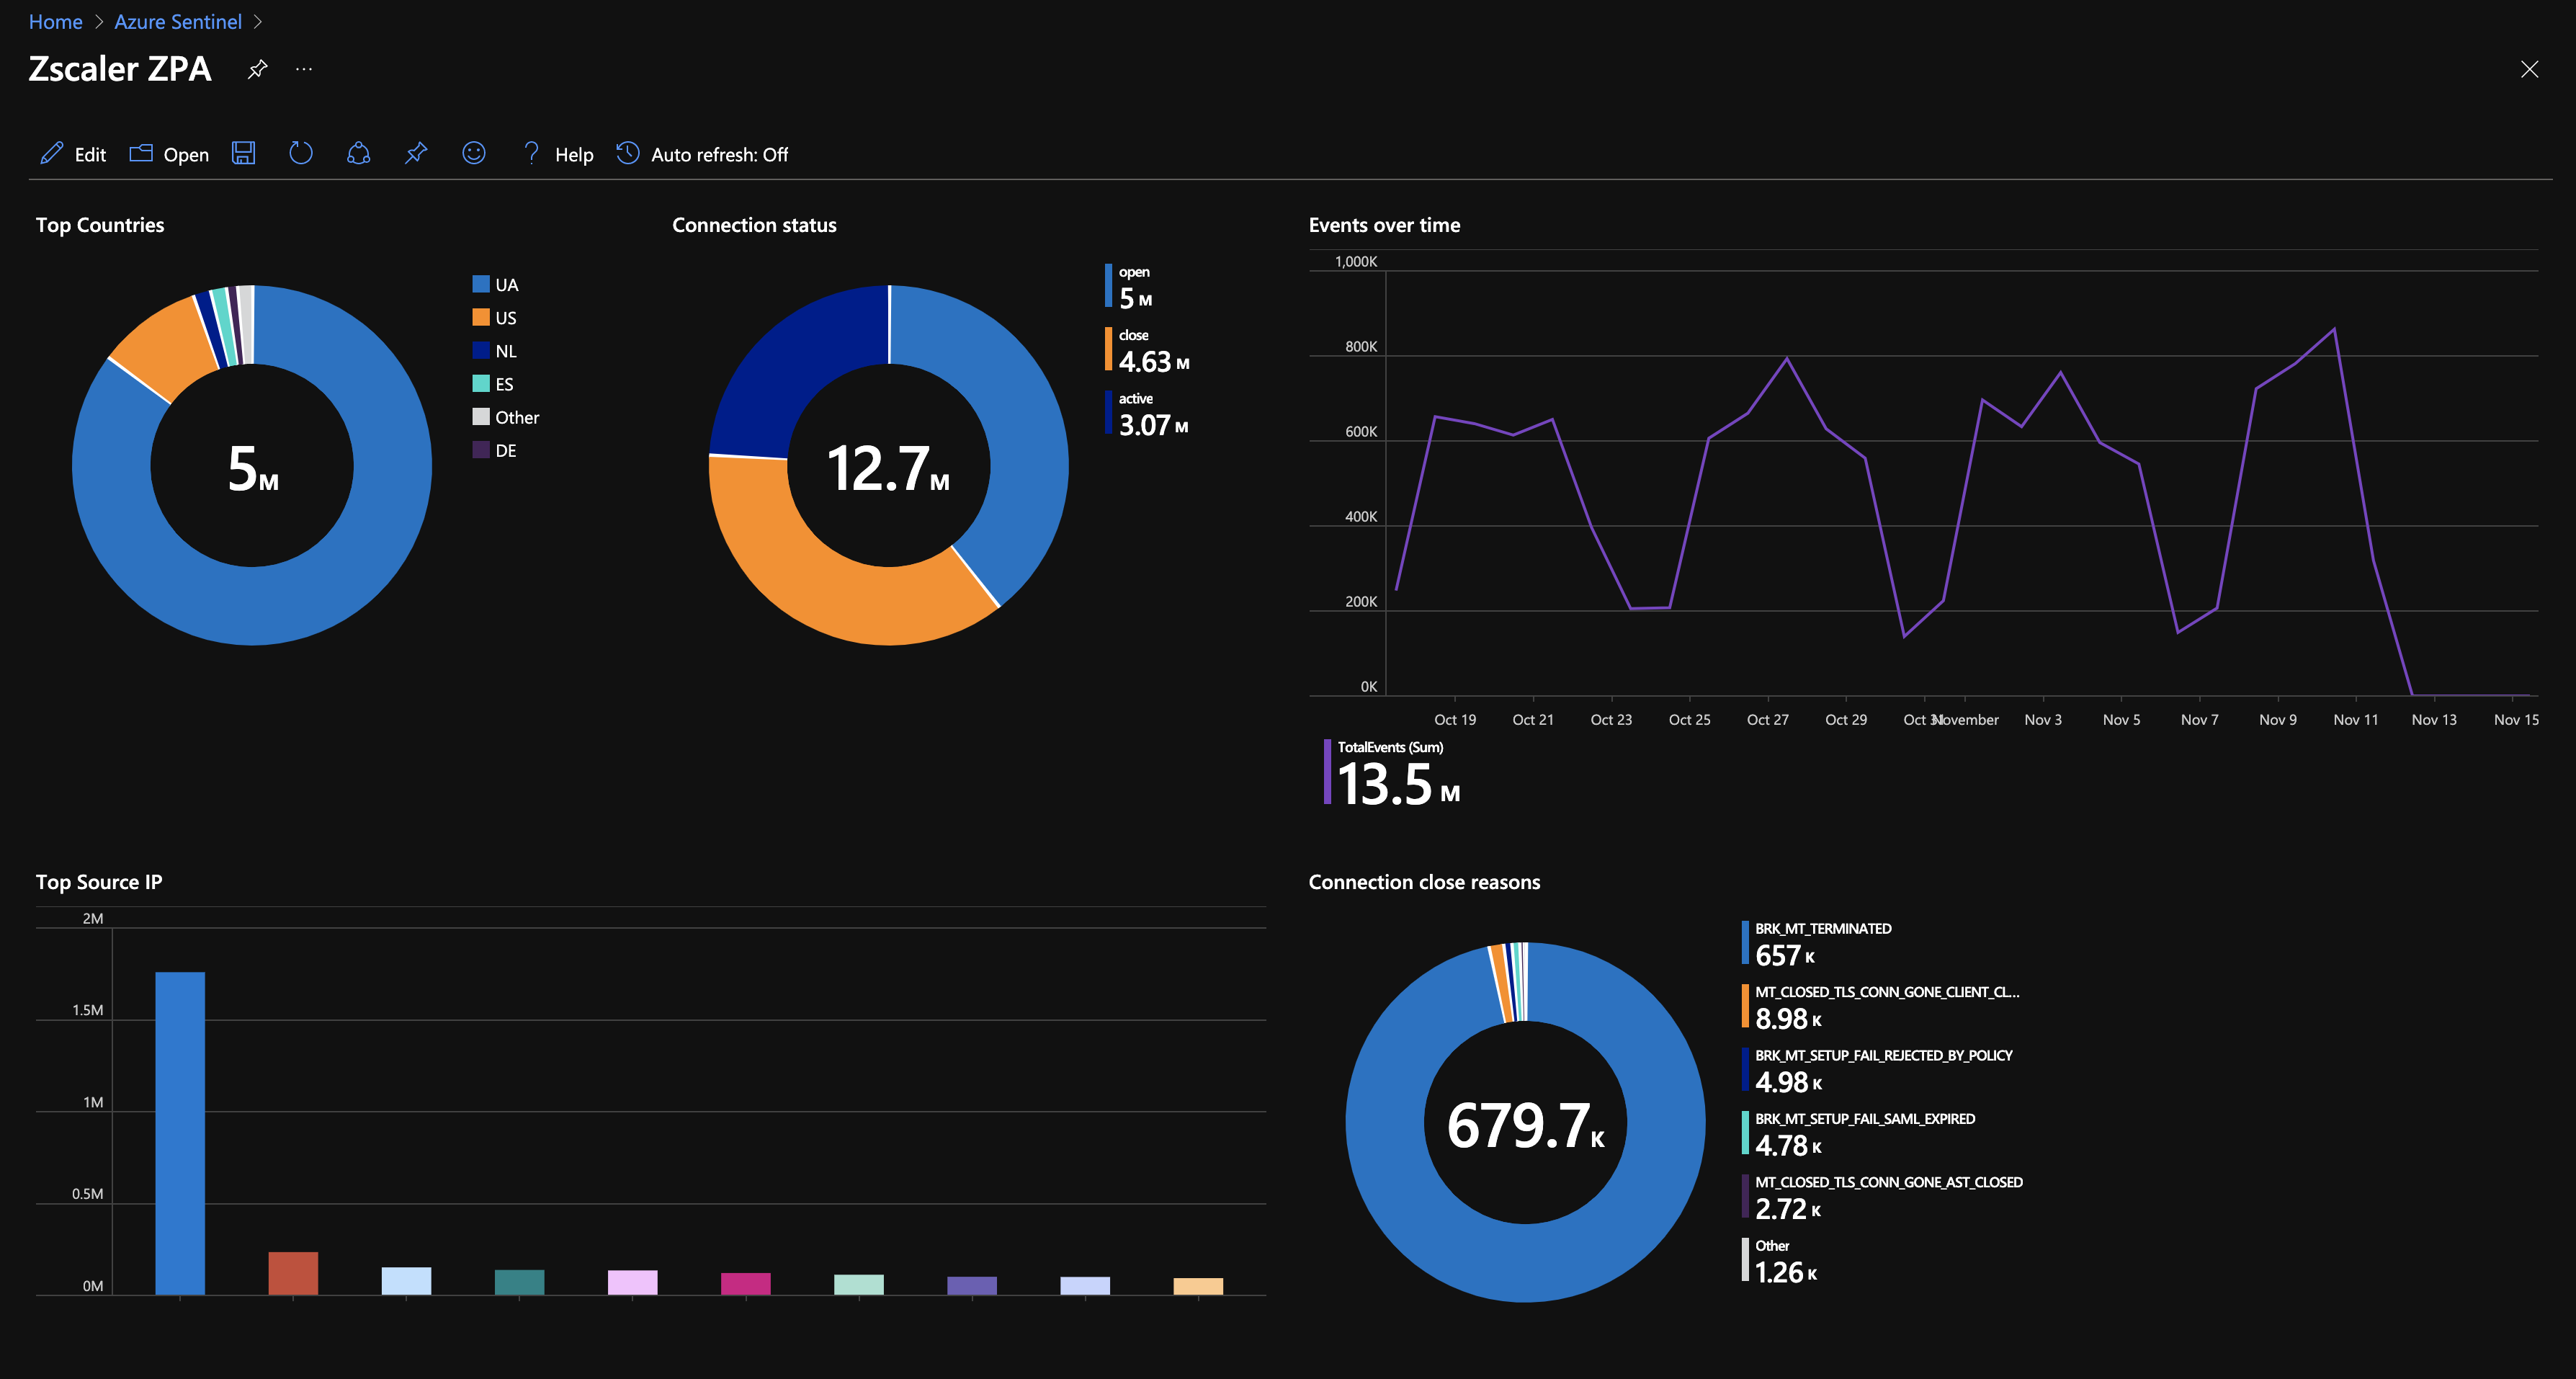 Home > Azure Sentinel >
Zscaler ZPA
...
Edit Open Help Auto refresh: Off
Top Countries
5M
UA
US
NL
ES
Other
DE
Connection status
12.7M
open
5 M
close
4.63 M
active
3.07 M
Events over time
1,000K
800K
600K
400K
200K
0K
Oct 19 Oct 21 Oct 23 Oct 25 Oct 27 Oct 29 Oct 31 November Nov 3 Nov 5 Nov 7 Nov 9 Nov 11 Nov 13 Nov 15
TotalEvents (Sum)
13.5 M
Top Source IP
2M
1.5M
1M
0.5M
0M
Connection close reasons
679.7K
BRK_MT_TERMINATED
657 K
MT_CLOSED_TLS_CONN_GONE_CLIENT_CL...
8.98 K
BRK_MT_SETUP_FAIL_REJECTED_BY_POLICY
4.98 K
BRK_MT_SETUP_FAIL_SAML_EXPIRED
4.78 K
MT_CLOSED_TLS_CONN_GONE_AST_CLOSED
2.72 K
Other
1.26 K